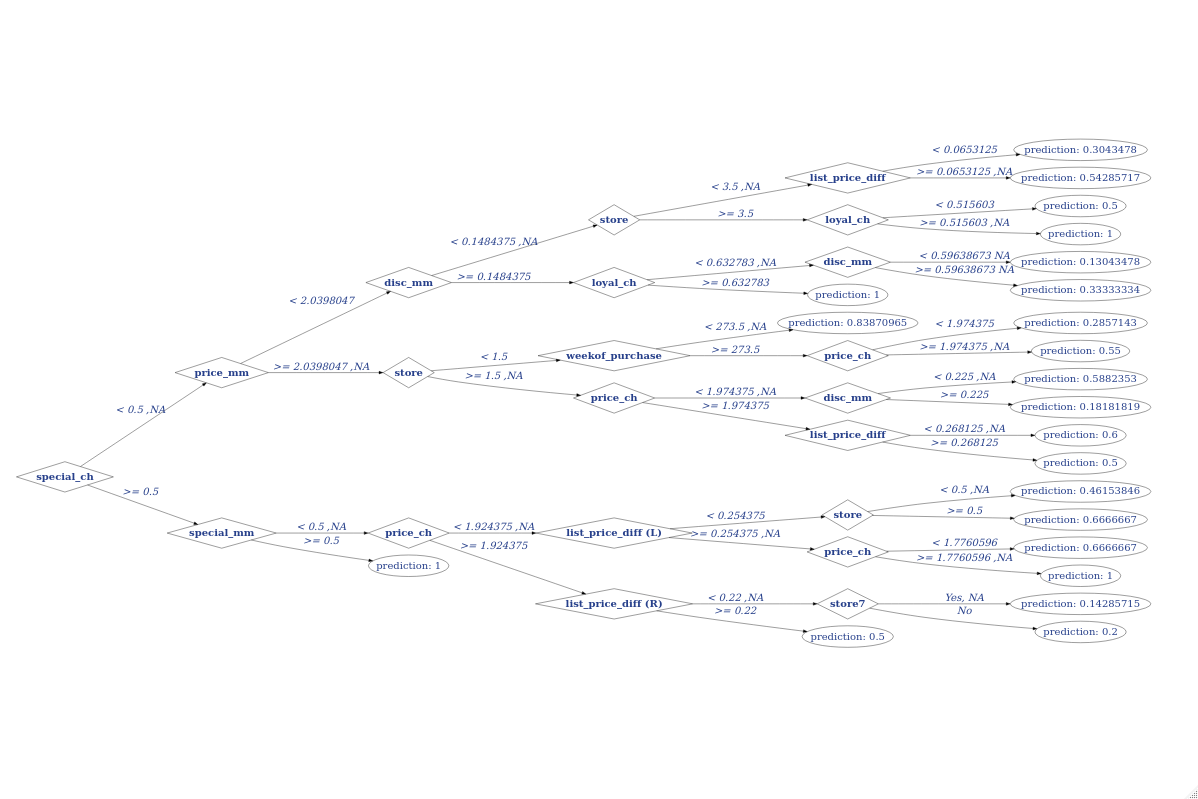 < 0.0653125
prediction: 0.3043478
list_price_diff
>= 0.0653125 ,NA
prediction: 0.54285717
< 3.5 ,NA
< 0.515603
prediction: 0.5
store
>= 3.5
loyal_ch
>= 0.515603 ,NA
prediction: 1
< 0.1484375 ,NA
< 0.632783 ,NA
disc_mm
< 0.59638673 NA
prediction: 0.13043478
>= 0.59638673 NA
disc_mm
>= 0.1484375
loyal_ch
>= 0.632783
prediction: 0.33333334
prediction: 1
< 2.0398047
< 273.5 ,NA
prediction: 0.83870965
< 1.974375
prediction: 0.2857143
< 1.5
weekof_purchase
>= 273.5
price_ch
>= 1.974375 ,NA
prediction: 0.55
price_mm
>= 2.0398047 ,NA
store
>= 1.5 ,NA
< 0.225 ,NA
prediction: 0.5882353
price_ch
< 1.974375 ,NA
disc_mm
>= 0.225
prediction: 0.18181819
>= 1.974375
< 0.5 ,NA
list_price_diff
< 0.268125 ,NA
prediction: 0.6
>= 0.268125
prediction: 0.5
special_ch
>= 0.5
< 0.5 ,NA
prediction: 0.46153846
< 0.254375
store
>= 0.5
prediction: 0.6666667
special_mm
< 0.5 ,NA
price_ch
< 1.924375 ,NA
list_price_diff (L)
>= 0.254375 ,NA
>= 0.5
>= 1.924375
price_ch
< 1.7760596
prediction: 0.6666667
>= 1.7760596 ,NA
prediction: 1
prediction: 1
list_price_diff (R)
< 0.22 ,NA
store7
Yes, NA
prediction: 0.14285715
>= 0.22
No
prediction: 0.5
prediction: 0.2